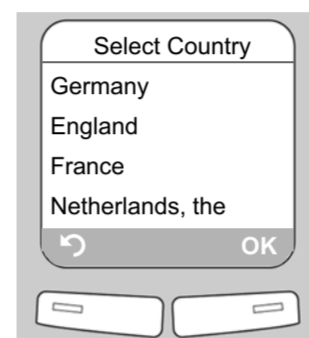 Select Country
Germany
England
France
Netherlands, the
OK